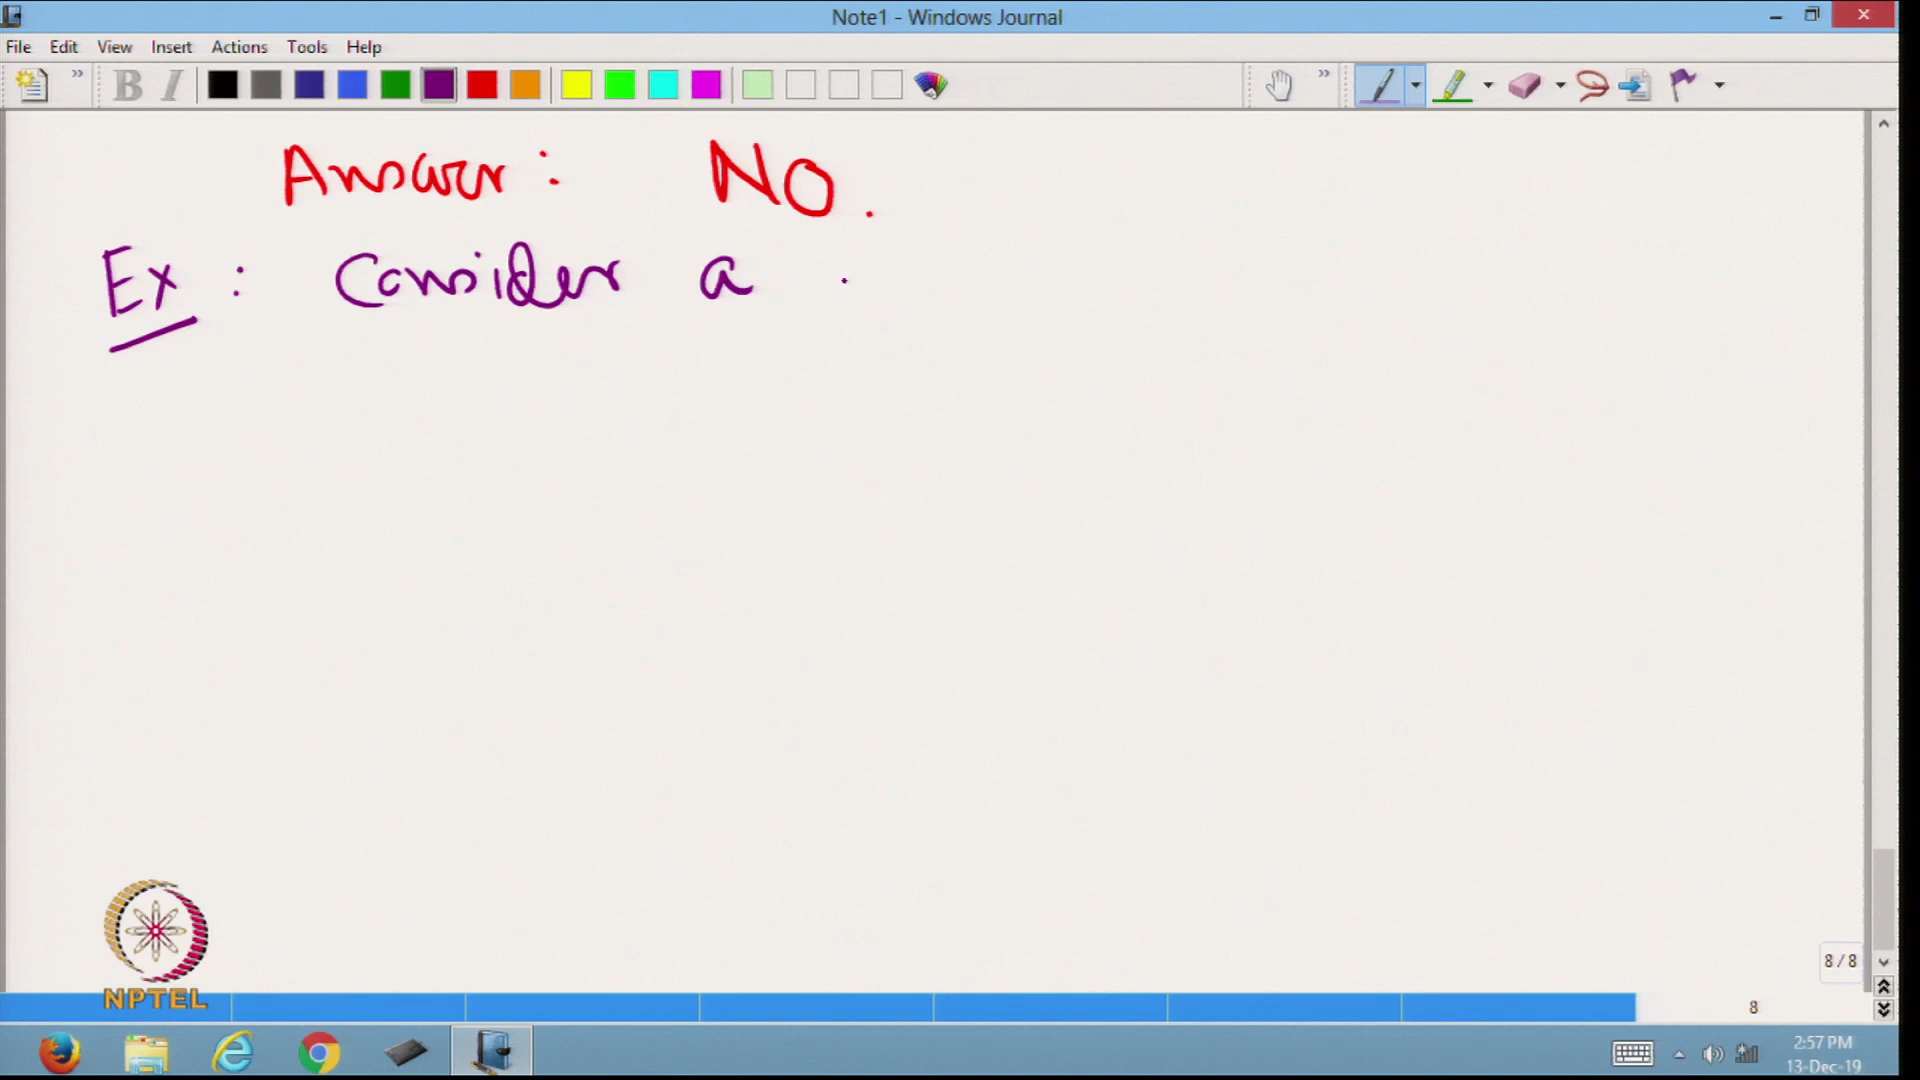 Note1 - Windows Journal
File Edit View Insert Actions Tools Help
B I
Answer: No.
Ex: Consider a
8/8
NPTEL
8
2:57 PM
13-Dec-19